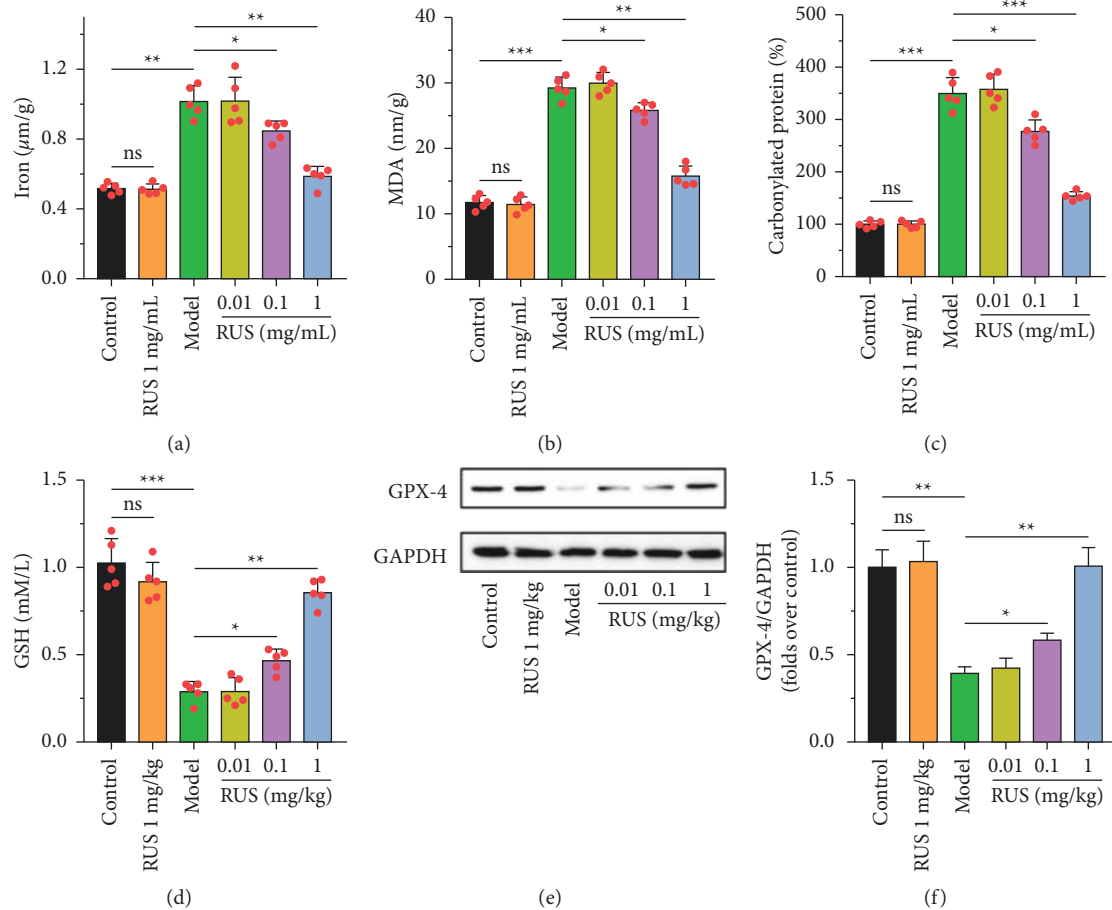 ** 
*
**
ns
Iron (μm/g)
1.2
0.8
0.4
0.0
Control
RUS 1 mg/mL
Model
0.01 0.1 1
RUS (mg/mL)
(a)
**
*
***
ns
MDA (nm/g)
40
30
20
10
0
Control
RUS 1 mg/mL
Model
0.01 0.1 1
RUS (mg/mL)
(b)
***
*
***
ns
Carbonylated protein (%)
500
400
350
300
200
100
0
Control
RUS 1 mg/mL
Model
0.01 0.1 1
RUS (mg/mL)
(c)
***
ns
**
*
GSH (mM/L)
1.5
1.0
0.5
0.0
Control
RUS 1 mg/kg
Model
0.01 0.1 1
RUS (mg/kg)
(d)
GPX-4
GAPDH
Control
RUS 1 mg/kg
Model
0.01 0.1 1
RUS (mg/kg)
(e)
**
ns
**
*
GPX-4/GAPDH
(folds over control)
1.5
1.0
0.5
0.0
Control
RUS 1 mg/kg
Model
0.01 0.1 1
RUS (mg/kg)
(f)